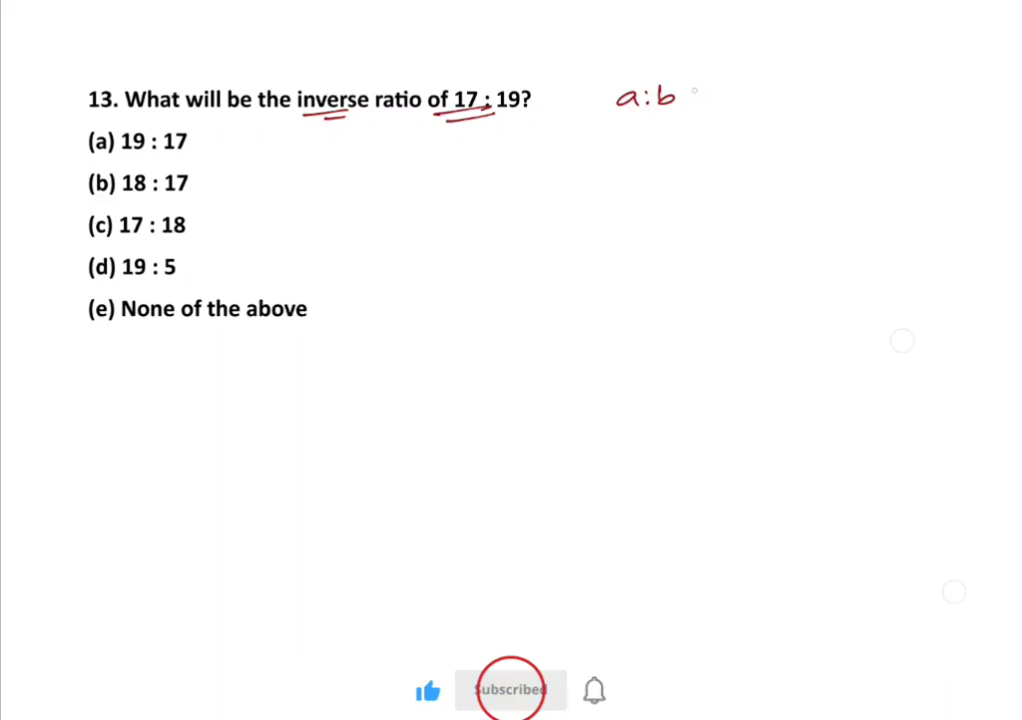 13. What will be the inverse ratio of 17 : 19? a:b
(a) 19 : 17
(b) 18 : 17
(c) 17 : 18
(d) 19 : 5
(e) None of the above
Subscribed